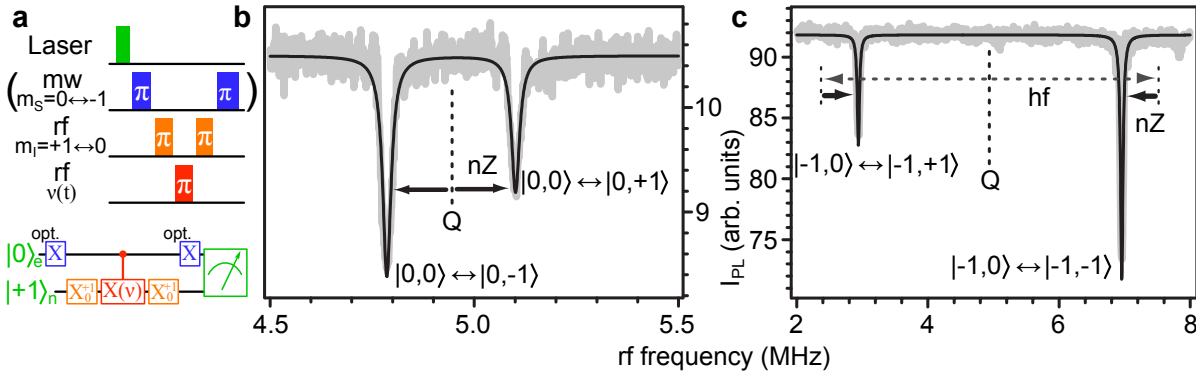 a
Laser
(mw
m_S=0↔-1)
π π
rf
m_I=+1↔0
π π
rf
ν(t)
π
opt. opt.
|0⟩e X X
|+1⟩n X₀⁺¹ X(ν) X₀⁺¹
b
nZ
|0,0⟩↔|0,+1⟩
Q
|0,0⟩↔|0,-1⟩
10
9
4.5 5.0 5.5
c
I_PL (arb. units)
90
85
80
75
hf
nZ
|-1,0⟩↔|-1,+1⟩
Q
|-1,0⟩↔|-1,-1⟩
2 4 6 8
rf frequency (MHz)